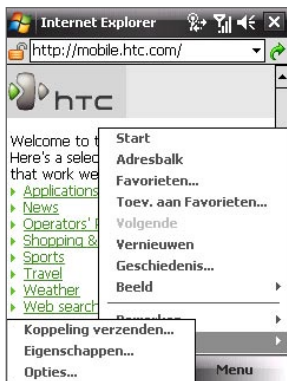 Internet Explorer
http://mobile.htc.com/
hTC
Welcome to t
Here's a selec
that work we
Applications
News
Operators'
Shopping &
Sports
Travel
Weather
Web search
Start
Adresbalk
Favorieten...
Toev. aan Favorieten...
Volgende
Vernieuwen
Geschiedenis...
Beeld
Koppeling verzenden...
Eigenschappen...
Opties...
Menu